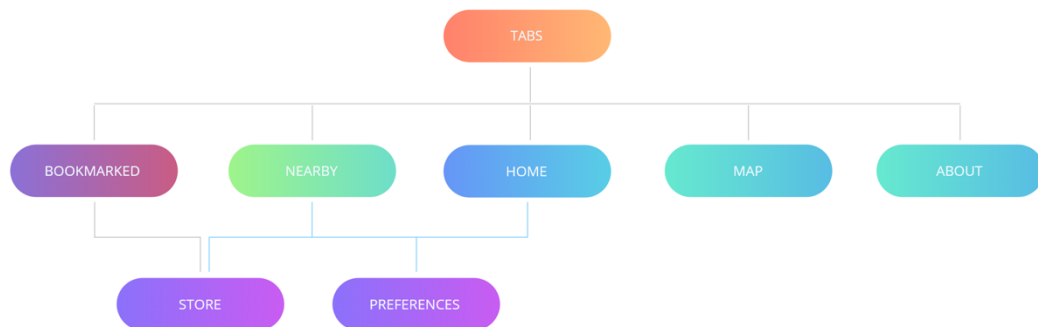 TABS
BOOKMARKED
NEARBY
HOME
MAP
ABOUT
STORE
PREFERENCES